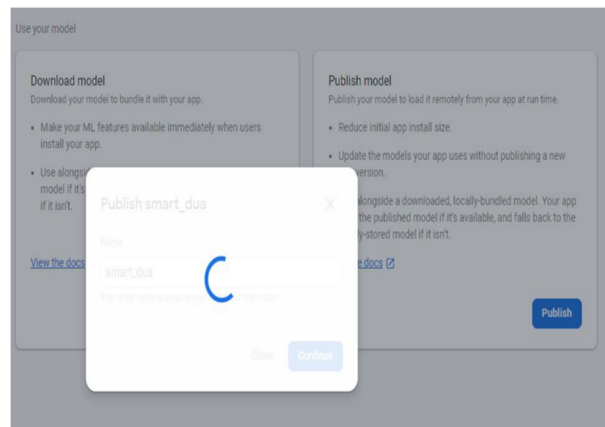 Use your model
Download model
Download your model to bundle it with your app.
• Make your ML features available immediately when users
install your app.
• Use alongsid
model if it's
if it isn't.
View the docs
Publish model
Publish your model to load it remotely from your app at run time.
• Reduce initial app install size.
• Update the models your app uses without publishing a new
version.
alongside a downloaded, locally-bundled model. Your app
the published model if it's available, and falls back to the
ly-stored model if it isn't.
e docs
Publish
Publish smart_dua
Name
smart_dua
Close
Continue